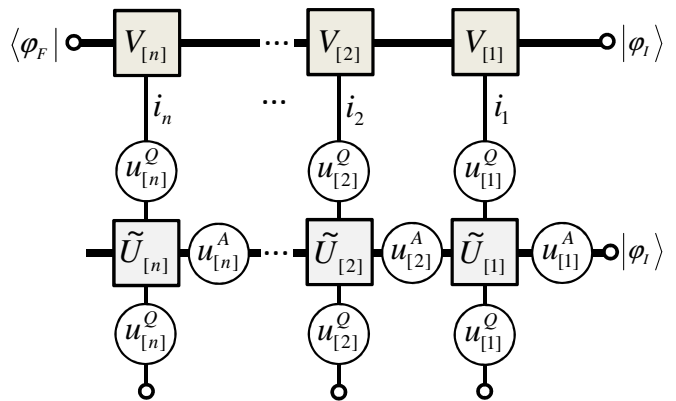 ⟨φ_F| V_[n] ··· V_[2] V_[1] |φ_I⟩
i_n ··· i_2 i_1
u^Q_[n] u^Q_[2] u^Q_[1]
Ũ_[n] u^A_[n] ··· Ũ_[2] u^A_[2] Ũ_[1] u^A_[1] |φ_I⟩
u^Q_[n] u^Q_[2] u^Q_[1]